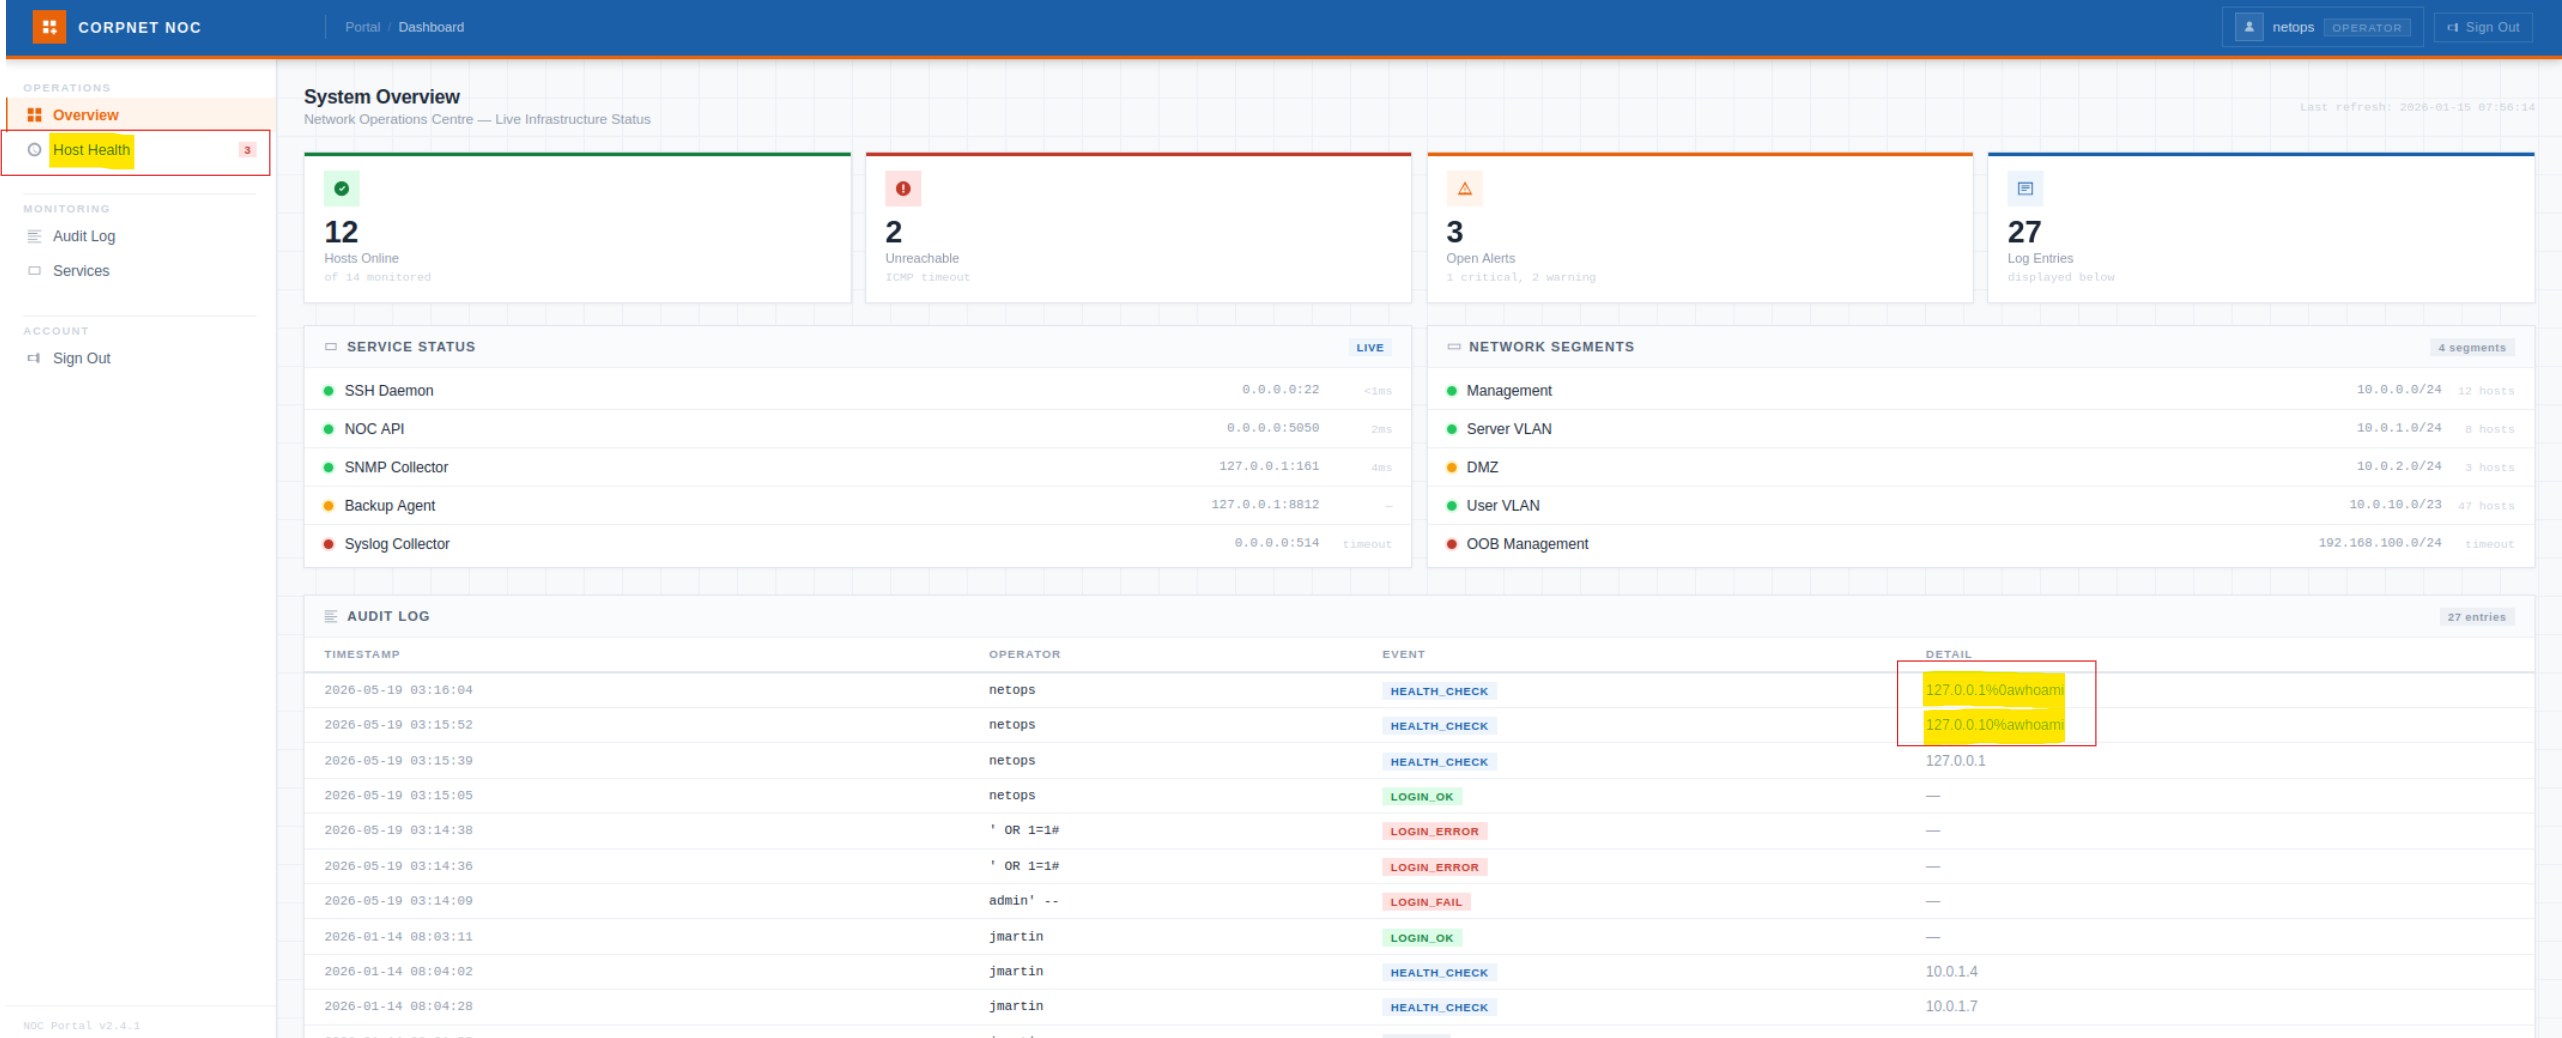 CORPNET NOC
Portal / Dashboard
netops OPERATOR
Sign Out
OPERATIONS
Overview
Host Health 3
MONITORING
Audit Log
Services
ACCOUNT
Sign Out
NOC Portal v2.4.1
System Overview
Network Operations Centre — Live Infrastructure Status
Last refresh: 2026-01-15 07:56:14
12
Hosts Online
of 14 monitored
2
Unreachable
ICMP timeout
3
Open Alerts
1 critical, 2 warning
27
Log Entries
displayed below
SERVICE STATUS LIVE
SSH Daemon 0.0.0.0:22 <1ms
NOC API 0.0.0.0:5050 2ms
SNMP Collector 127.0.0.1:161 4ms
Backup Agent 127.0.0.1:8812 —
Syslog Collector 0.0.0.0:514 timeout
NETWORK SEGMENTS 4 segments
Management 10.0.0.0/24 12 hosts
Server VLAN 10.0.1.0/24 8 hosts
DMZ 10.0.2.0/24 3 hosts
User VLAN 10.0.10.0/23 47 hosts
OOB Management 192.168.100.0/24 timeout
AUDIT LOG 27 entries
TIMESTAMP OPERATOR EVENT DETAIL
2026-05-19 03:16:04 netops HEALTH_CHECK 127.0.0.1%0awhoami
2026-05-19 03:15:52 netops HEALTH_CHECK 127.0.0.10%awhoami
2026-05-19 03:15:39 netops HEALTH_CHECK 127.0.0.1
2026-05-19 03:15:05 netops LOGIN_OK —
2026-05-19 03:14:38 ' OR 1=1# LOGIN_ERROR —
2026-05-19 03:14:36 ' OR 1=1# LOGIN_ERROR —
2026-05-19 03:14:09 admin' -- LOGIN_FAIL —
2026-01-14 08:03:11 jmartin LOGIN_OK —
2026-01-14 08:04:02 jmartin HEALTH_CHECK 10.0.1.4
2026-01-14 08:04:28 jmartin HEALTH_CHECK 10.0.1.7